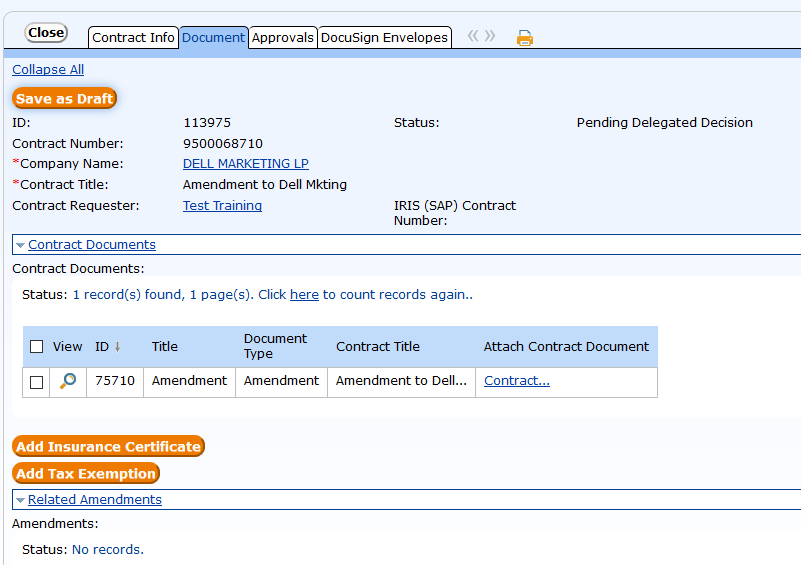 Close
Contract Info Document Approvals DocuSign Envelopes
Collapse All
Save as Draft
ID: 113975 Status: Pending Delegated Decision
Contract Number: 9500068710
*Company Name: DELL MARKETING LP
*Contract Title: Amendment to Dell Mkting
Contract Requester: Test Training IRIS (SAP) Contract
Number:
Contract Documents
Contract Documents:
Status: 1 record(s) found, 1 page(s). Click here to count records again..
View ID ↓ Title Document Type Contract Title Attach Contract Document
75710 Amendment Amendment Amendment to Dell... Contract...
Add Insurance Certificate
Add Tax Exemption
Related Amendments
Amendments:
Status: No records.